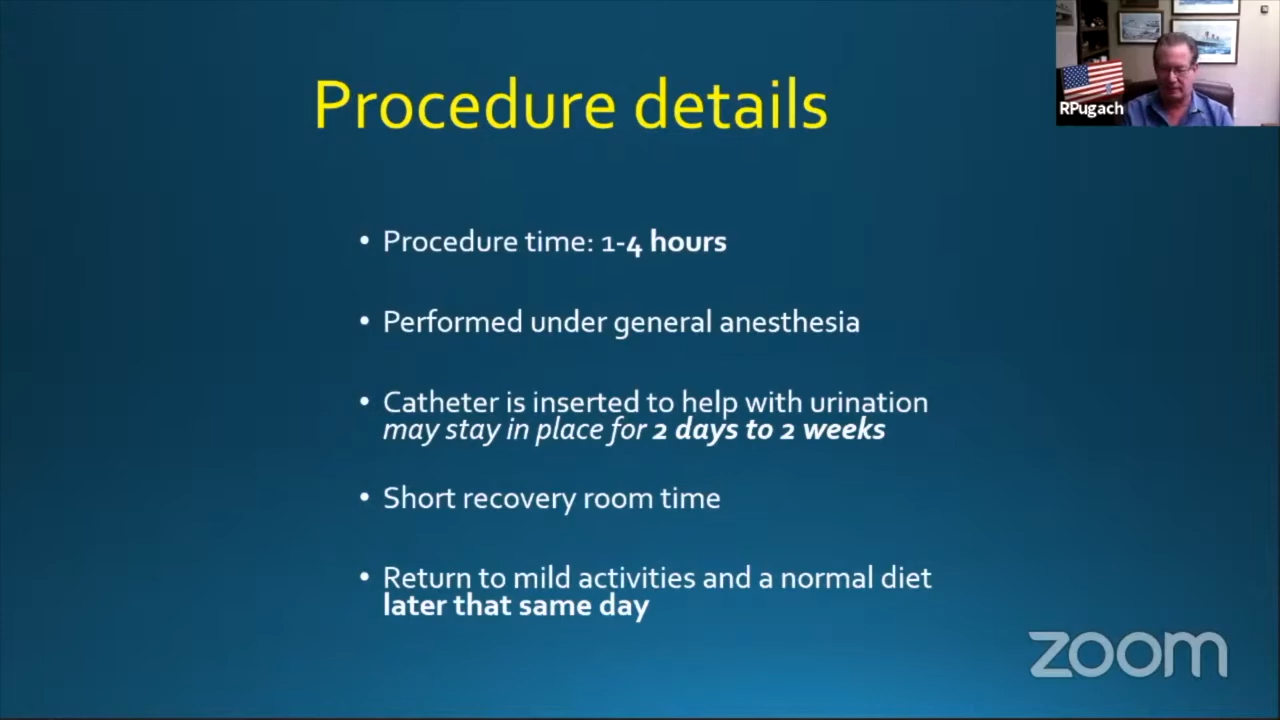 Procedure details
RPugach
• Procedure time: 1-4 hours
• Performed under general anesthesia
• Catheter is inserted to help with urination
may stay in place for 2 days to 2 weeks
• Short recovery room time
• Return to mild activities and a normal diet
later that same day
zoom